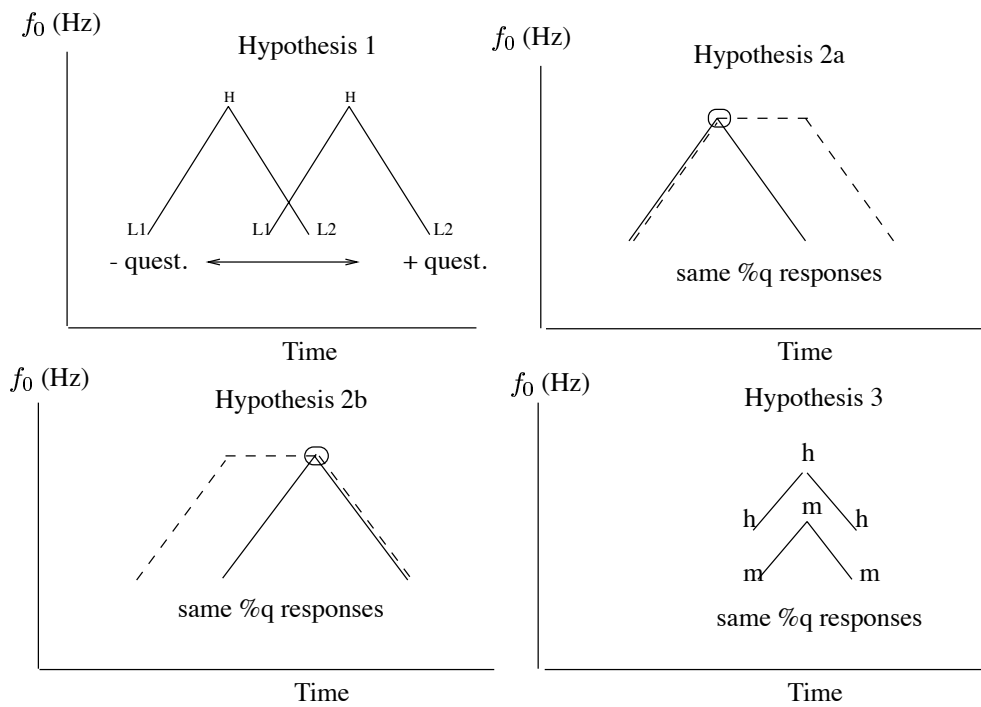 f0 (Hz)
Hypothesis 1
H H
L1 L1 L2 L2
- quest. + quest.
Time
f0 (Hz)
Hypothesis 2a
same %q responses
Time
f0 (Hz)
Hypothesis 2b
same %q responses
Time
f0 (Hz)
Hypothesis 3
h
m
h h
m m
same %q responses
Time